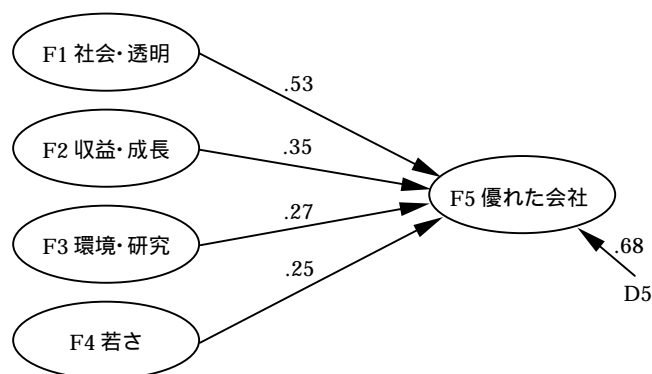 F1 社会・透明
.53
F2 収益・成長
.35
F5 優れた会社
F3 環境・研究
.27
.68
.25
D5
F4 若さ